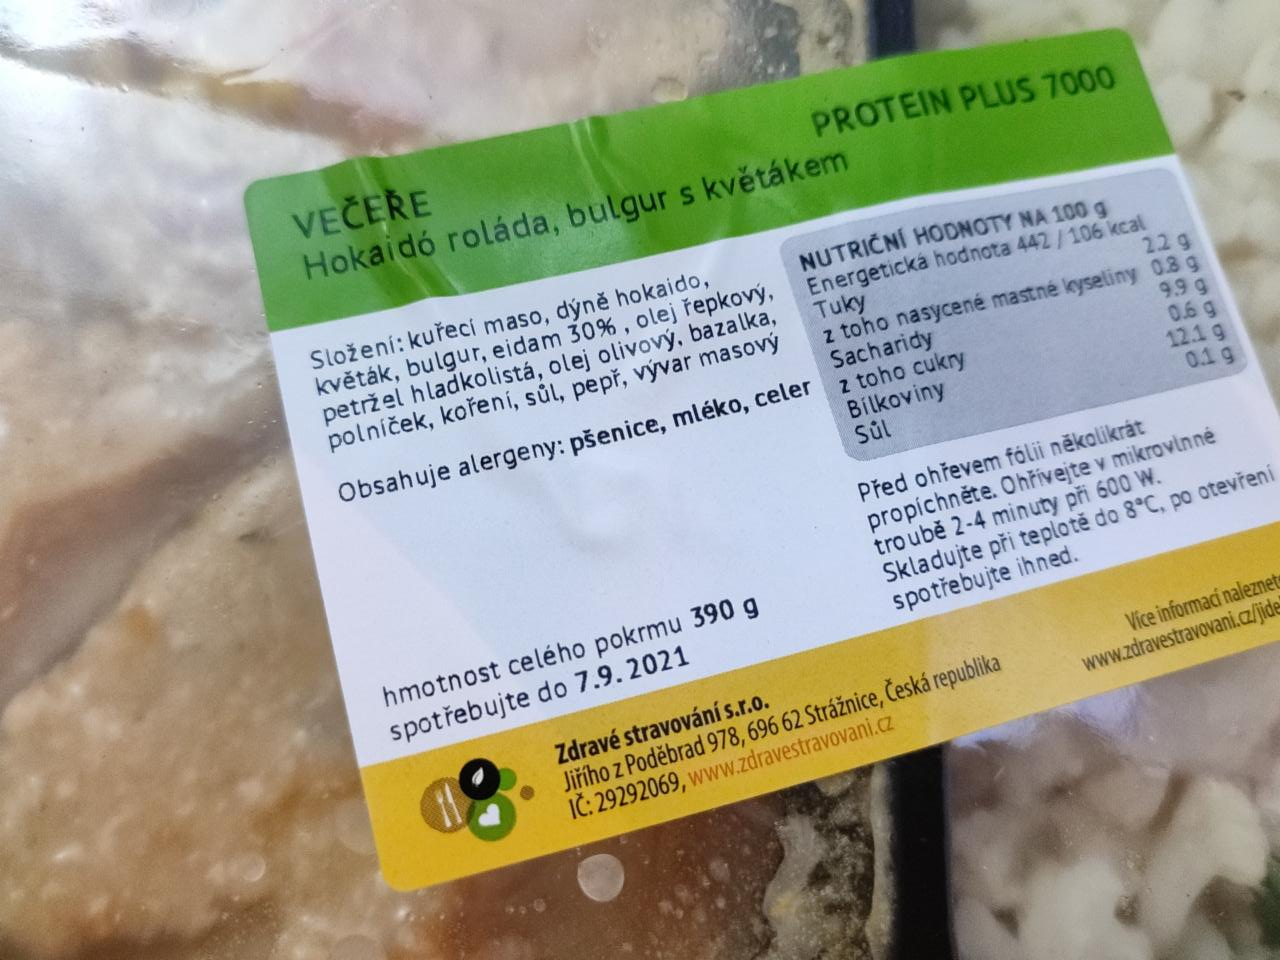 PROTEIN PLUS 7000
VEČEŘE
Hokaidó roláda, bulgur s květákem
Složení: kuřecí maso, dýně hokaido,
květák, bulgur, eidam 30% , olej řepkový,
petržel hladkolistá, olej olivový, bazalka,
polníček, koření, sůl, pepř, vývar masový
Obsahuje alergeny: pšenice, mléko, celer
hmotnost celého pokrmu 390 g
spotřebujte do 7.9.2021
NUTRIČNÍ HODNOTY NA 100 g
Energetická hodnota 442 / 106 kcal
Tuky 2.2 g
z toho nasycené mastné kyseliny 0.8 g
Sacharidy 9.9 g
z toho cukry 0.6 g
Bílkoviny 12.1 g
Sůl 0.1 g
Před ohřevem fólii několikrát
propíchněte. Ohřívejte v mikrovlnné
troubě 2-4 minuty při 600 W.
Skladujte při teplotě do 8°C, po otevření
spotřebujte ihned.
Zdravé stravování s.r.o.
Jiřího z Poděbrad 978, 696 62 Strážnice, Česká republika
IČ: 29292069, www.zdravestravovani.cz
Více informací naleznete
www.zdravestravovani.cz/jide